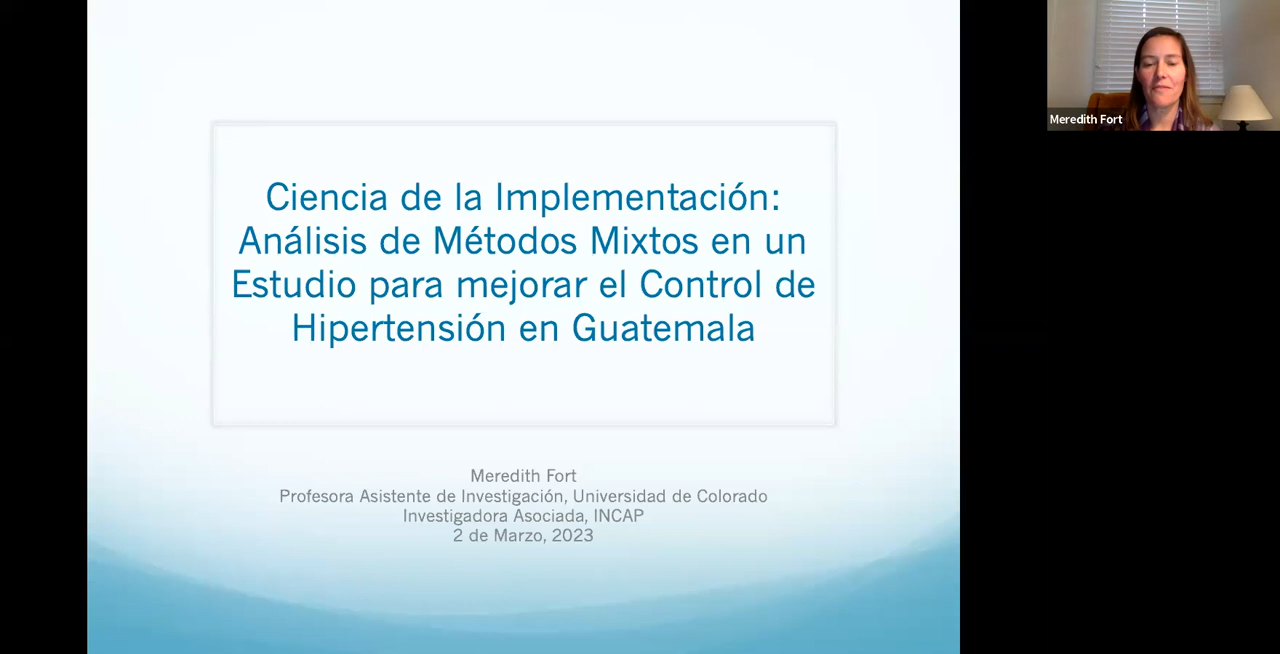 Ciencia de la Implementación:
Análisis de Métodos Mixtos en un
Estudio para mejorar el Control de
Hipertensión en Guatemala
Meredith Fort
Profesora Asistente de Investigación, Universidad de Colorado
Investigadora Asociada, INCAP
2 de Marzo, 2023
Meredith Fort